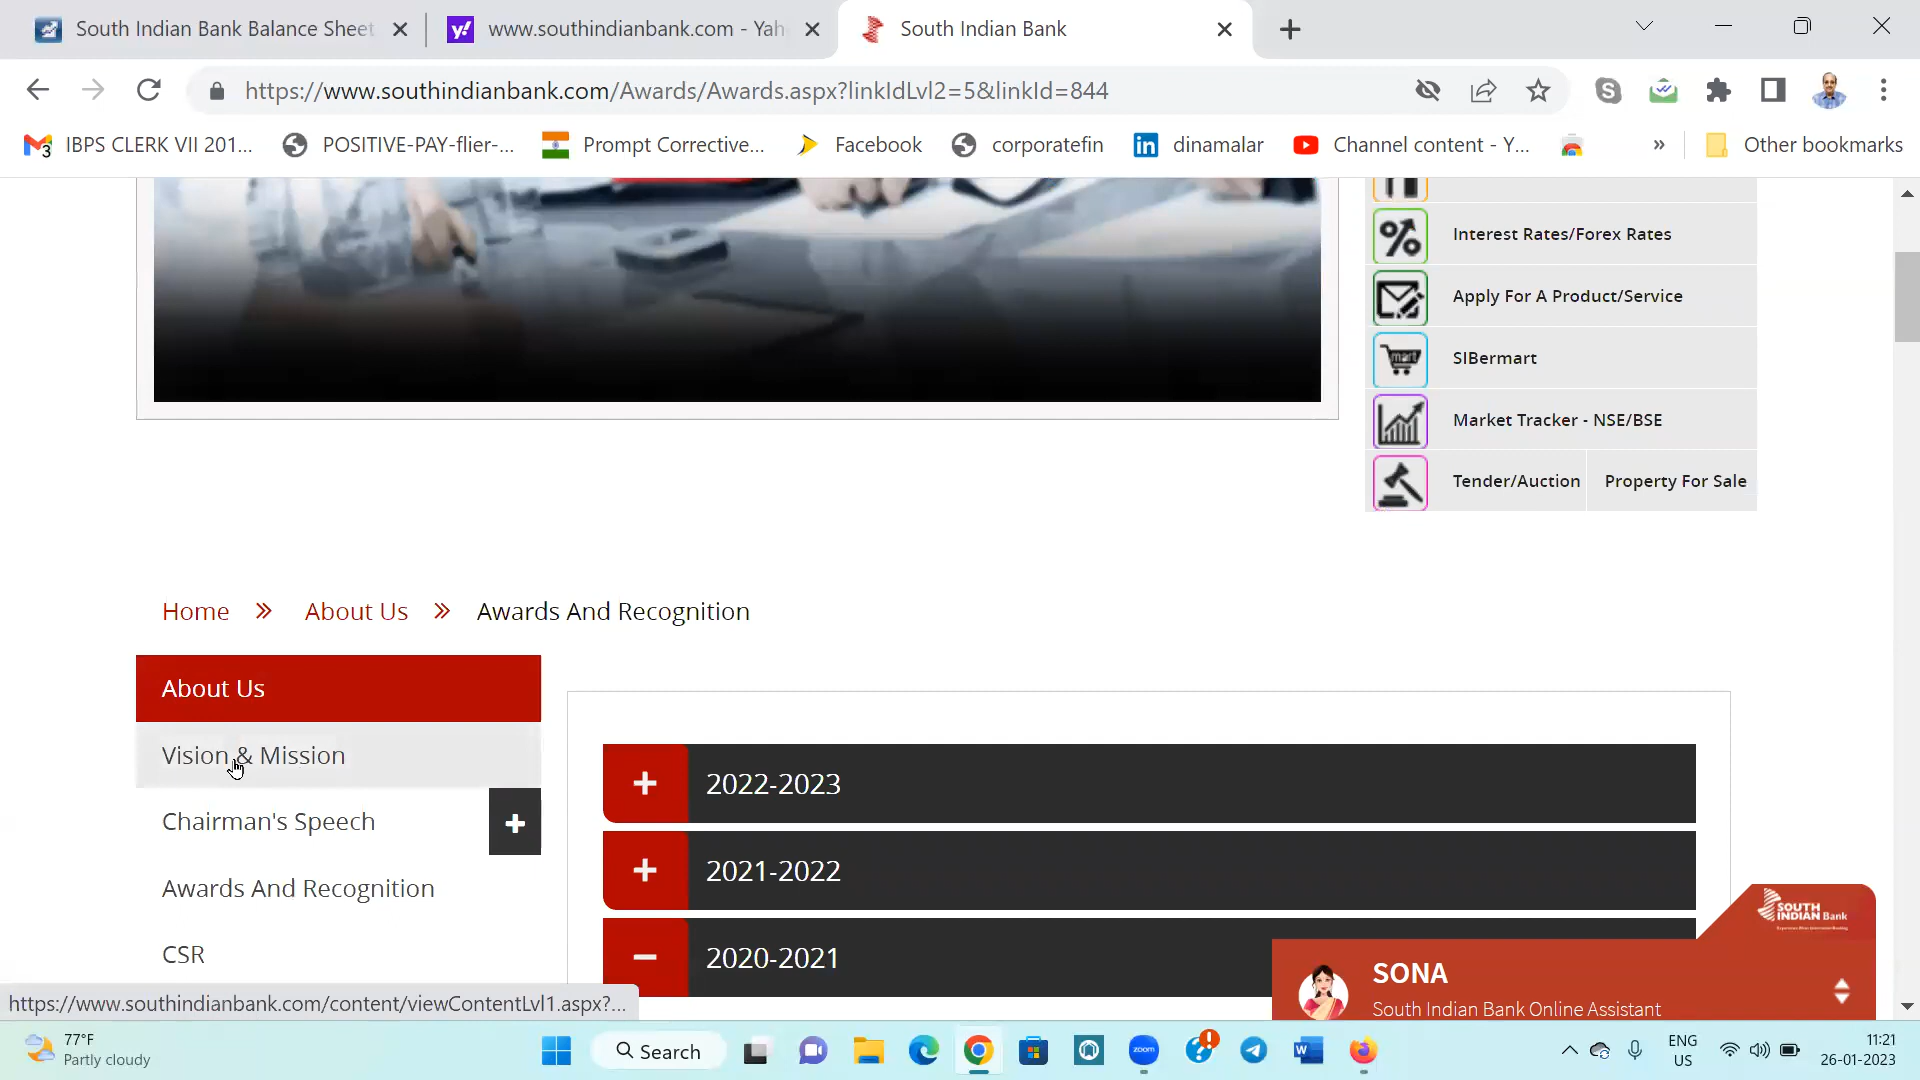 South Indian Bank Balance Sheet
www.southindianbank.com - Yah
South Indian Bank
https://www.southindianbank.com/Awards/Awards.aspx?linkIdLvl2=5&linkId=844
IBPS CLERK VII 201...
POSITIVE-PAY-flier-...
Prompt Corrective...
Facebook
corporatefin
dinamalar
Channel content - Y...
»
Other bookmarks
Interest Rates/Forex Rates
Apply For A Product/Service
mart
SIBermart
Market Tracker - NSE/BSE
Tender/Auction Property For Sale
Home » About Us » Awards And Recognition
About Us
Vision & Mission
Chairman's Speech
Awards And Recognition
CSR
2022-2023
2021-2022
2020-2021
SOUTH
INDIAN Bank
SONA
South Indian Bank Online Assistant
https://www.southindianbank.com/content/viewContentLvl1.aspx?...
77°F
Partly cloudy
Search
zoom
ENG
US
11:21
26-01-2023